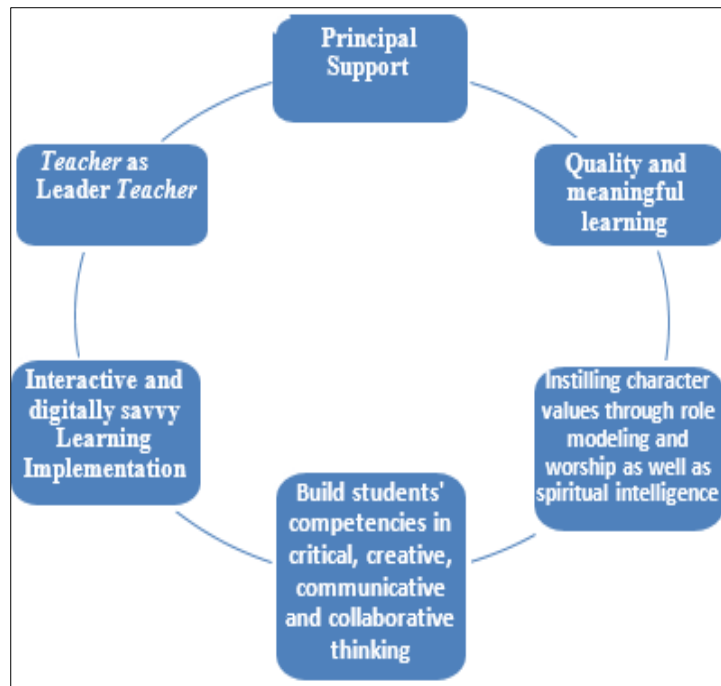 Principal
Support
Teacher as
Leader Teacher
Quality and
meaningful
learning
Interactive and
digitally savvy
Learning
Implementation
Instilling character
values through role
modeling and
worship as well as
spiritual intelligence
Build students'
competencies in
critical, creative,
communicative
and collaborative
thinking